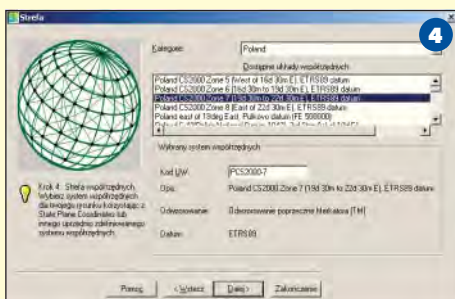 Strefa
4
Kategorie: Poland
Dostępne układy współrzędnych
Poland CS2000 Zone 5 (West of 16d 30m E), ETRS89 datum
Poland CS2000 Zone 6 (16d 30m to 19d 30m E), ETRS89 datum
Poland CS2000 Zone 7 (19d 30m to 22d 30m E), ETRS89 datum
Poland CS2000 Zone 8 (East of 22d 30m E), ETRS89 datum
Poland east of 18deg East, Pulkovo datum (FE 500000)
Wybrany system współrzędnych
Kod UW: PCS2000-7
Opis: Poland CS2000 Zone 7 (19d 30m to 22d 30m E), ETRS89 datum
Odwzorowanie: Odwzorowanie poprzeczne Merkatora (TM)
Datum: ETRS89
Krok 4: Strefa współrzędnych.
Wybierz system współrzędnych
dla twojego rysunku korzystając z
State Plane Coordinates lub
innego uprzednio zdefiniowanego
systemu współrzędnych.
Pomoc < Wstecz Dalej > Zakończenie